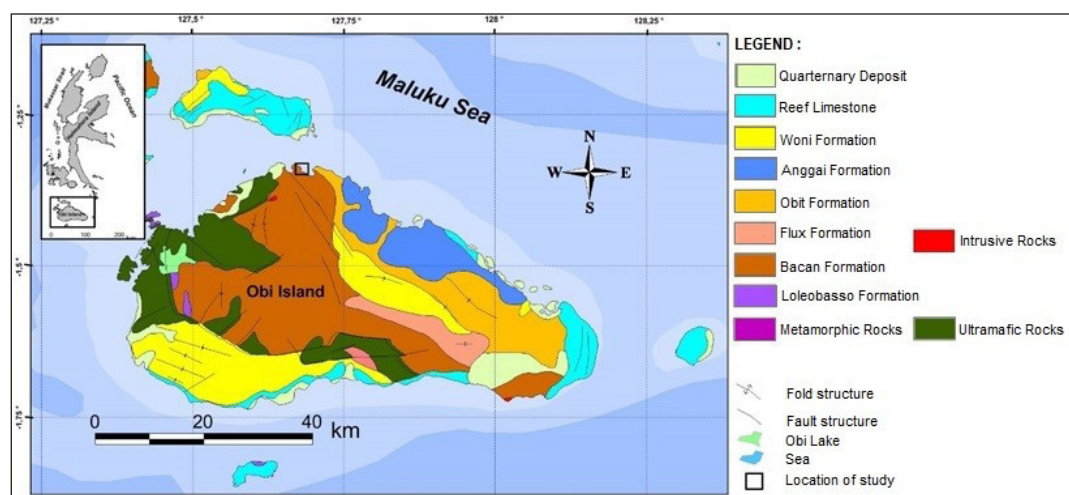 127,25
127,5°
127,75
128°
128,25
LEGEND :
Quarternary Deposit
Reef Limestone
Woni Formation
Anggai Formation
Obit Formation
Flux Formation
Intrusive Rocks
Bacan Formation
Loleobasso Formation
Metamorphic Rocks
Ultramafic Rocks
Fold structure
Fault structure
Obi Lake
Sea
Location of study
Maluku Sea
Pacific Ocean
Obi Island
0
100
200
N
W
E
S
-1,5°
-1,75
Obi Island
0
20
40
km